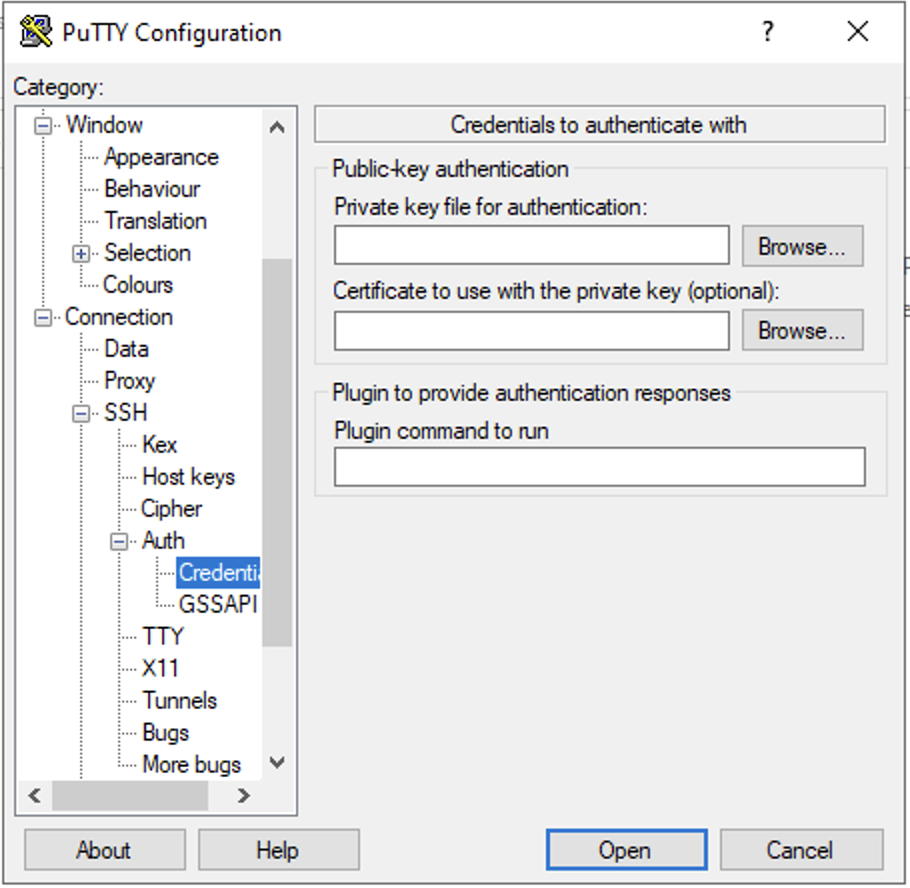 PuTTY Configuration
?
Category:
Window
Appearance
Behaviour
Translation
Selection
Colours
Connection
Data
Proxy
SSH
Kex
Host keys
Cipher
Auth
Credenti
GSSAPI
TTY
X11
Tunnels
Bugs
More bugs
Credentials to authenticate with
Public-key authentication
Private key file for authentication:
Browse...
Certificate to use with the private key (optional):
Browse...
Plugin to provide authentication responses
Plugin command to run
About
Help
Open
Cancel